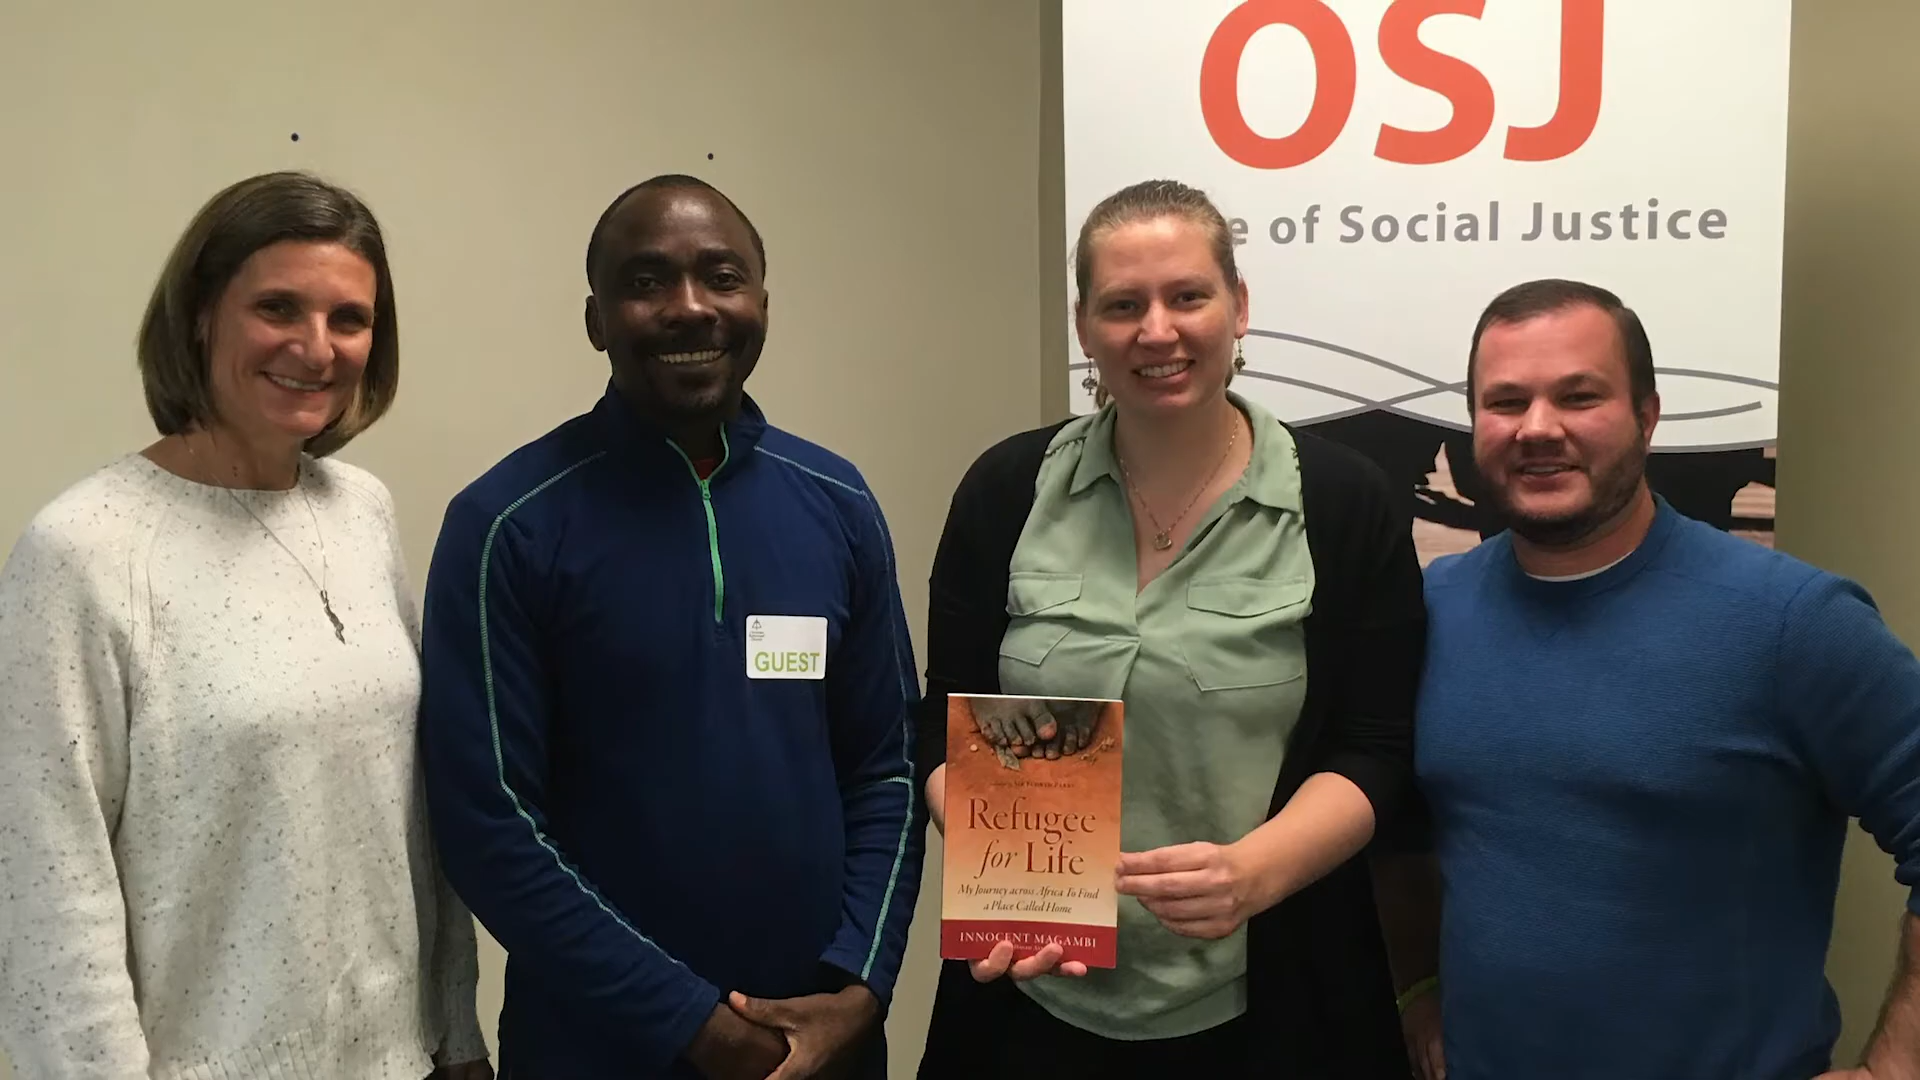 OSJ
e of Social Justice
GUEST
Refugee
for Life
My Journey across Africa To Find
a Place Called Home
INNOCENT MAGAMBI